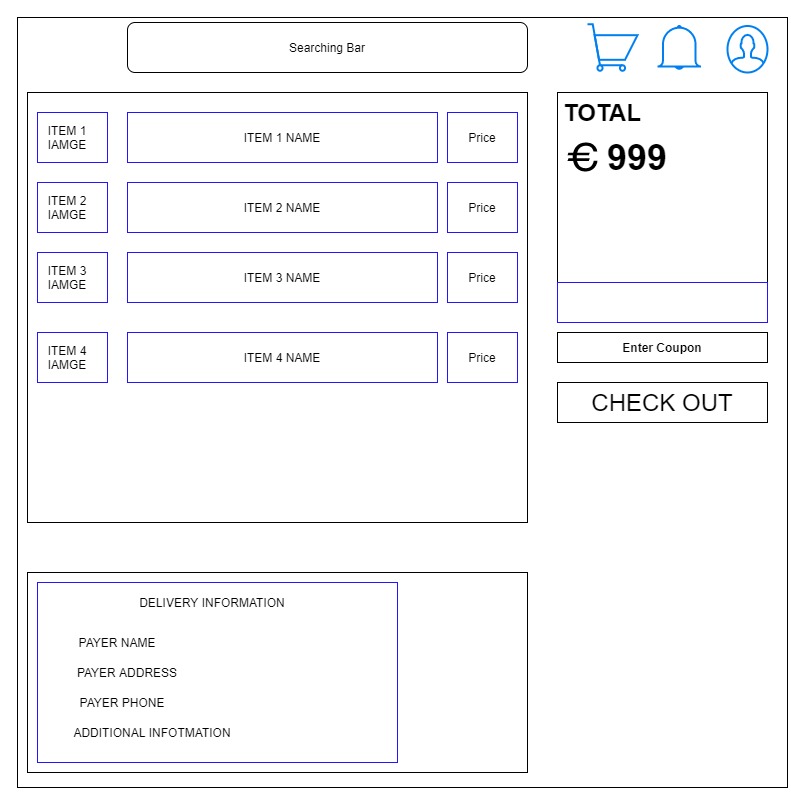 Searching Bar
ITEM 1
IAMGE
ITEM 1 NAME
Price
ITEM 2
IAMGE
ITEM 2 NAME
Price
ITEM 3
IAMGE
ITEM 3 NAME
Price
ITEM 4
IAMGE
ITEM 4 NAME
Price
TOTAL
€ 999
Enter Coupon
CHECK OUT
DELIVERY INFORMATION
PAYER NAME
PAYER ADDRESS
PAYER PHONE
ADDITIONAL INFOTMATION